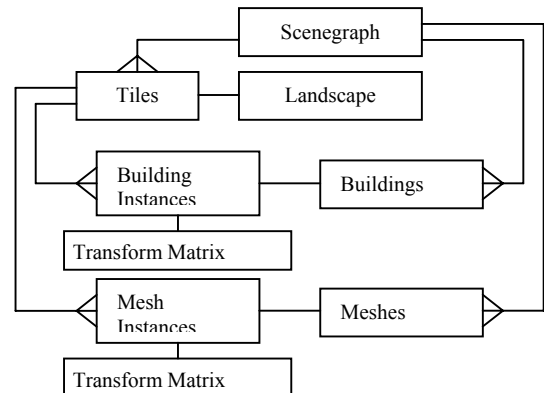 Scenegraph
Tiles
Landscape
Building
Instances
Buildings
Transform Matrix
Mesh
Instances
Meshes
Transform Matrix